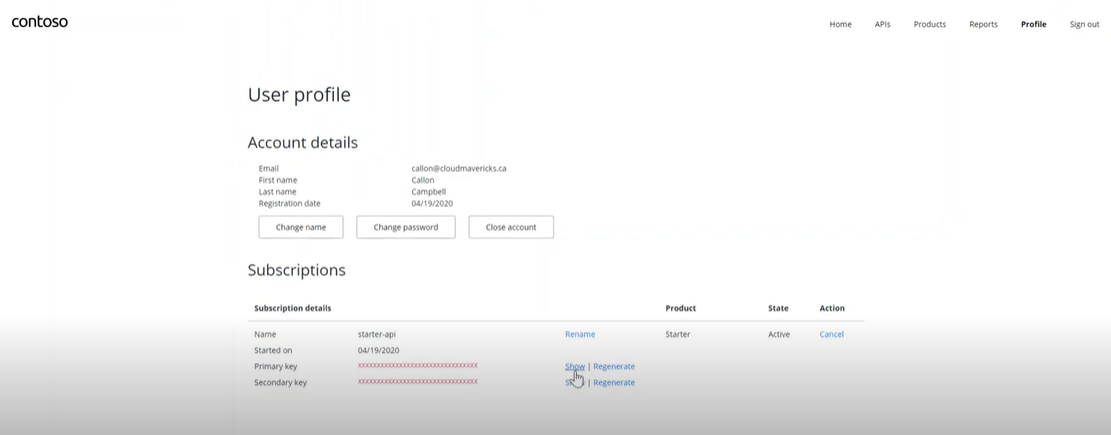 contoso
Home APIs Products Reports Profile Sign out
User profile
Account details
Email callon@cloudmavericks.ca
First name Callon
Last name Campbell
Registration date 04/19/2020
Change name Change password Close account
Subscriptions
Subscription details Product State Action
Name starter-api Rename Starter Active Cancel
Started on 04/19/2020
Primary key xxxxxxxxxxxxxxxxxxxxxxxxxxxxxxxx Show | Regenerate
Secondary key xxxxxxxxxxxxxxxxxxxxxxxxxxxxxxxx | Regenerate